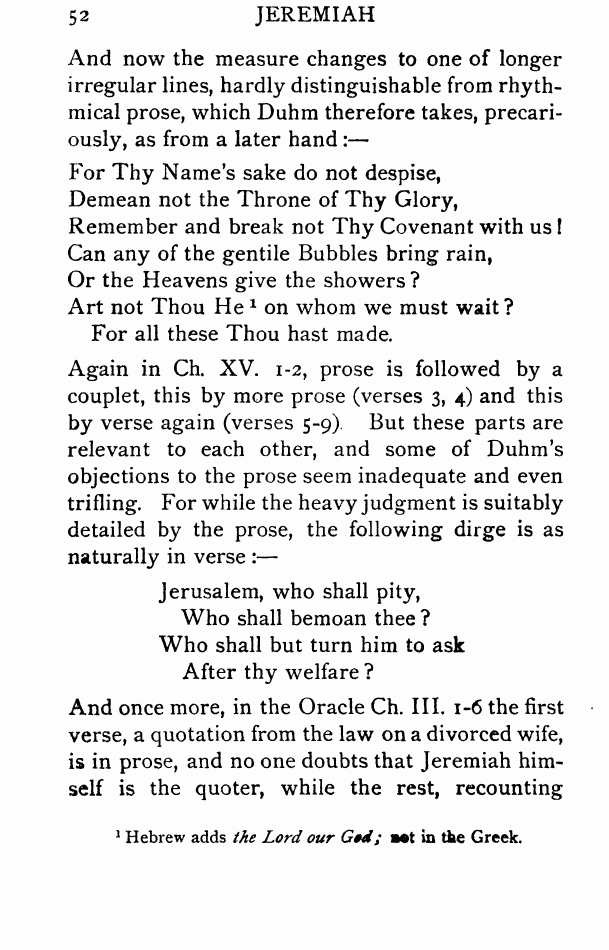 52 JEREMIAH
And now the measure changes to one of longer
irregular lines, hardly distinguishable from rhyth-
mical prose, which Duhm therefore takes, precari-
ously, as from a later hand :—
For Thy Name's sake do not despise,
Demean not the Throne of Thy Glory,
Remember and break not Thy Covenant with us !
Can any of the gentile Bubbles bring rain,
Or the Heavens give the showers ?
Art not Thou He ¹ on whom we must wait ?
For all these Thou hast made.
Again in Ch. XV. 1-2, prose is followed by a
couplet, this by more prose (verses 3, 4) and this
by verse again (verses 5-9). But these parts are
relevant to each other, and some of Duhm's
objections to the prose seem inadequate and even
trifling. For while the heavy judgment is suitably
detailed by the prose, the following dirge is as
naturally in verse :—
Jerusalem, who shall pity,
Who shall bemoan thee ?
Who shall but turn him to ask
After thy welfare ?
And once more, in the Oracle Ch. III. 1-6 the first
verse, a quotation from the law on a divorced wife,
is in prose, and no one doubts that Jeremiah him-
self is the quoter, while the rest, recounting
¹ Hebrew adds the Lord our God; not in the Greek.